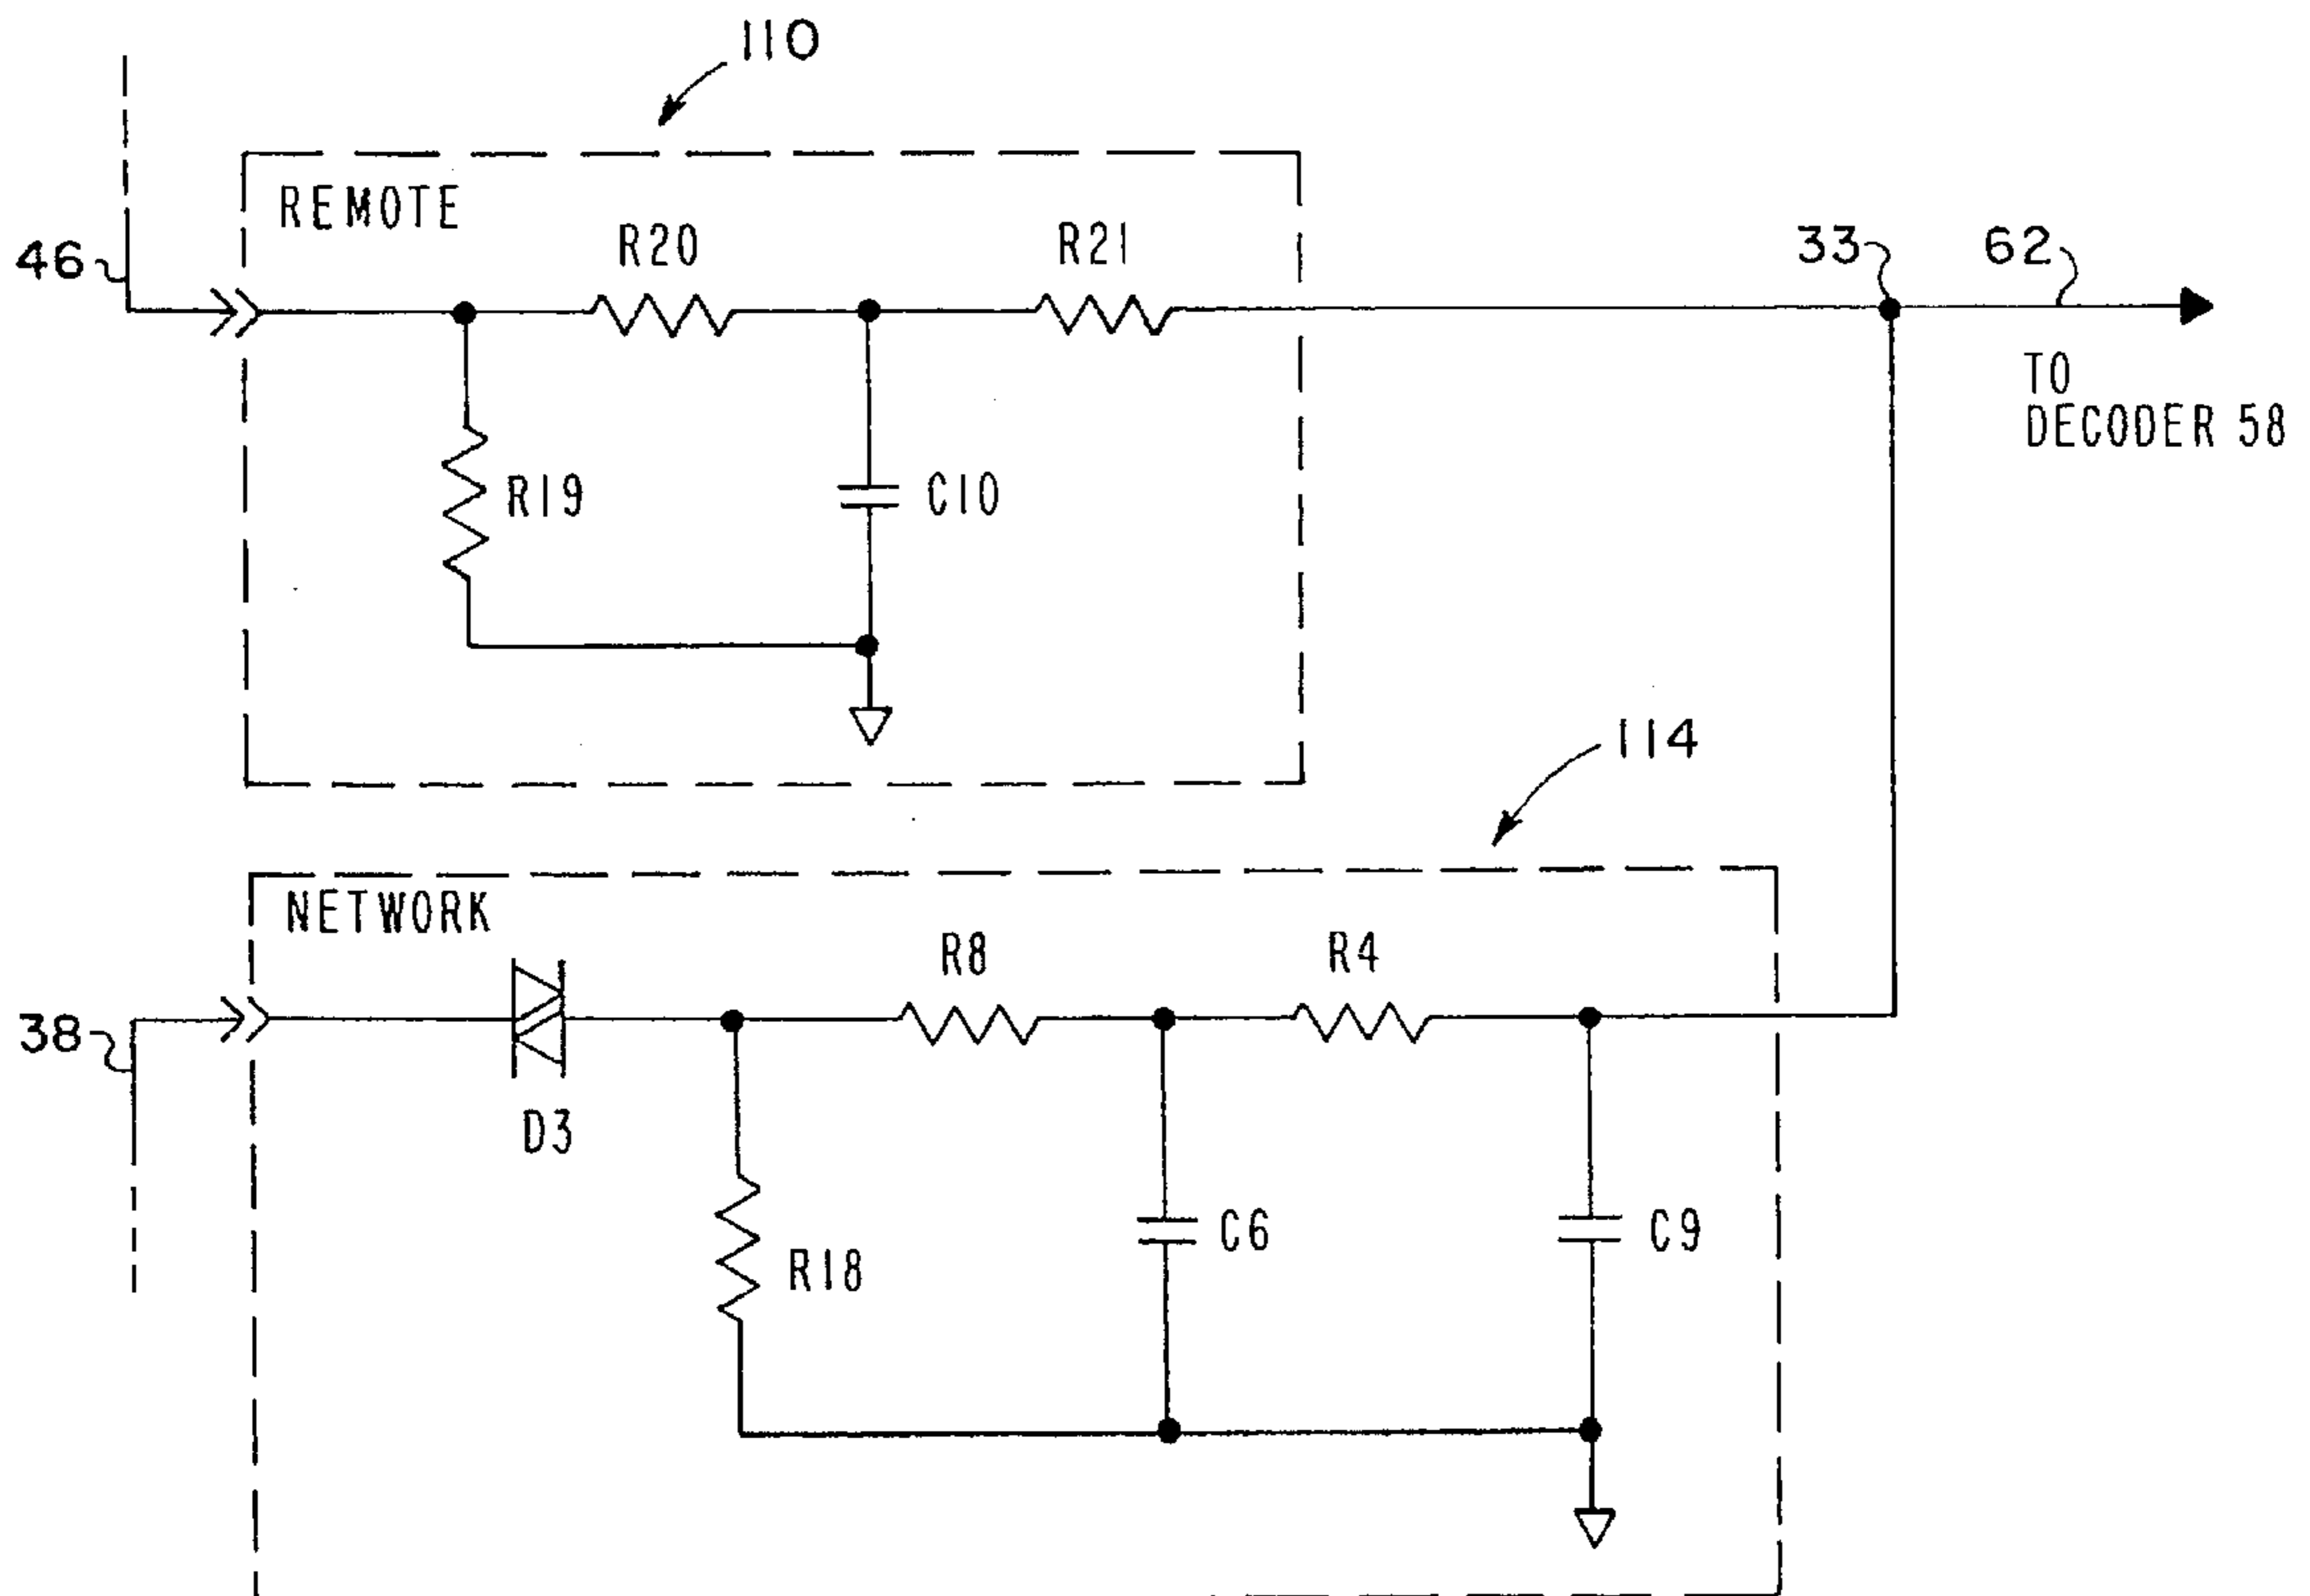 110
REMOTE
R20
R21
33
62
46
TO
DECODER 58
R19
C10
114
NETWORK
R8
R4
38
D3
C6
C9
R18